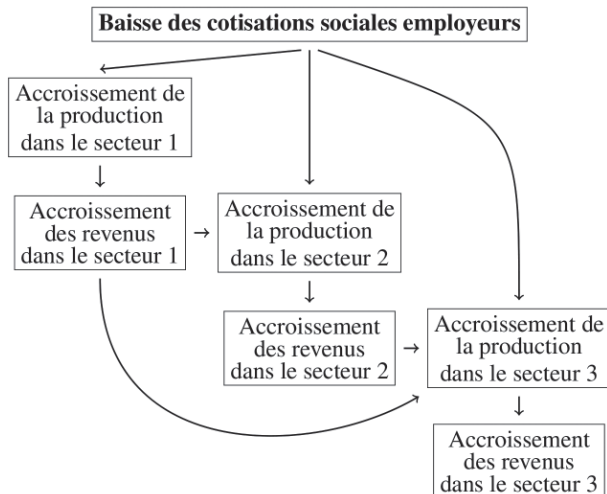 Baisse des cotisations sociales employeurs
Accroissement de
la production
dans le secteur 1
Accroissement
des revenus
dans le secteur 1
Accroissement de
la production
dans le secteur 2
Accroissement
des revenus
dans le secteur 2
Accroissement de
la production
dans le secteur 3
Accroissement
des revenus
dans le secteur 3